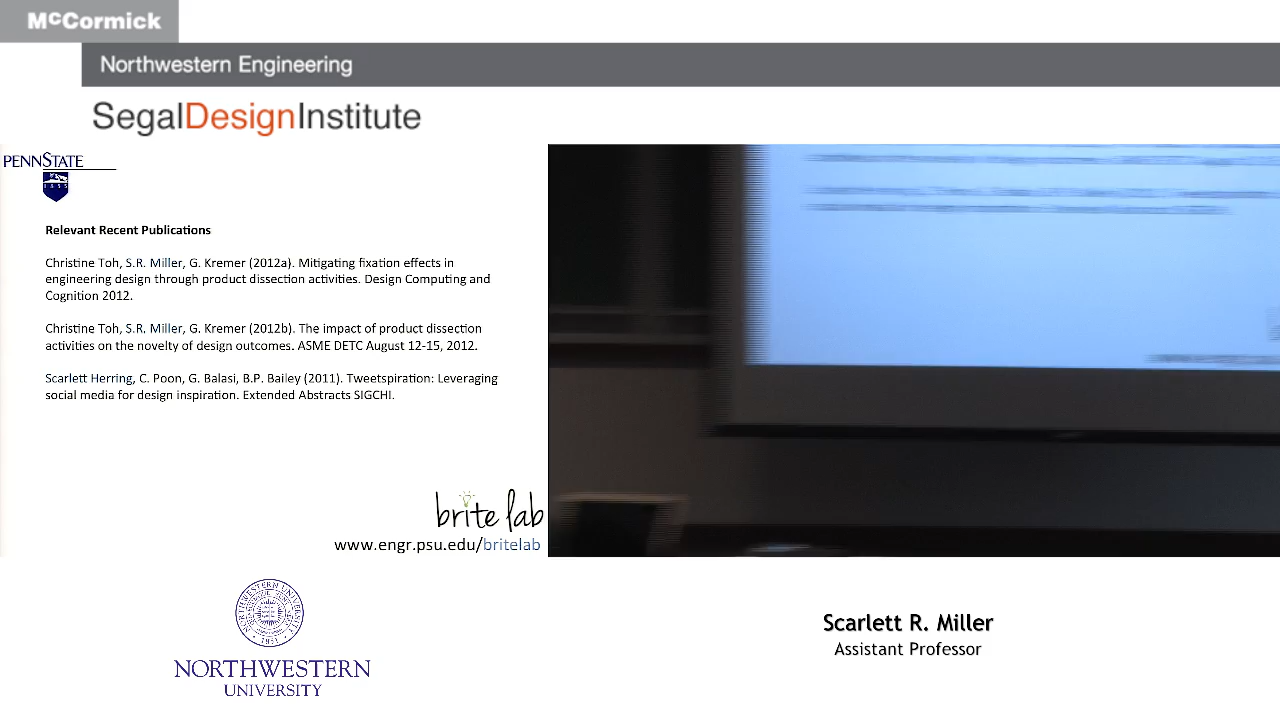 McCormick
Northwestern Engineering
SegalDesignInstitute
PENNSTATE
1855
Relevant Recent Publications
Christine Toh, S.R. Miller, G. Kremer (2012a). Mitigating fixation effects in
engineering design through product dissection activities. Design Computing and
Cognition 2012.
Christine Toh, S.R. Miller, G. Kremer (2012b). The impact of product dissection
activities on the novelty of design outcomes. ASME DETC August 12-15, 2012.
Scarlett Herring, C. Poon, G. Balasi, B.P. Bailey (2011). Tweetspiration: Leveraging
social media for design inspiration. Extended Abstracts SIGCHI.
brite lab
www.engr.psu.edu/britelab
NORTHWESTERN UNIVERSITY
1851
NORTHWESTERN
UNIVERSITY
Scarlett R. Miller
Assistant Professor